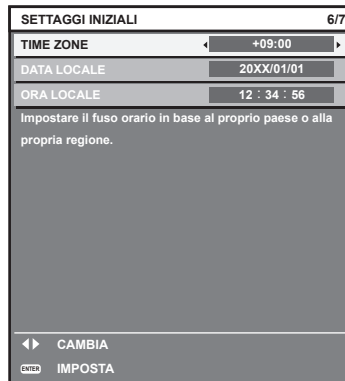 SETTAGGI INIZIALI 6/7
TIME ZONE +09:00
DATA LOCALE 20XX/01/01
ORA LOCALE 12 : 34 : 56
Impostare il fuso orario in base al proprio paese o alla
propria regione.
CAMBIA
ENTER IMPOSTA